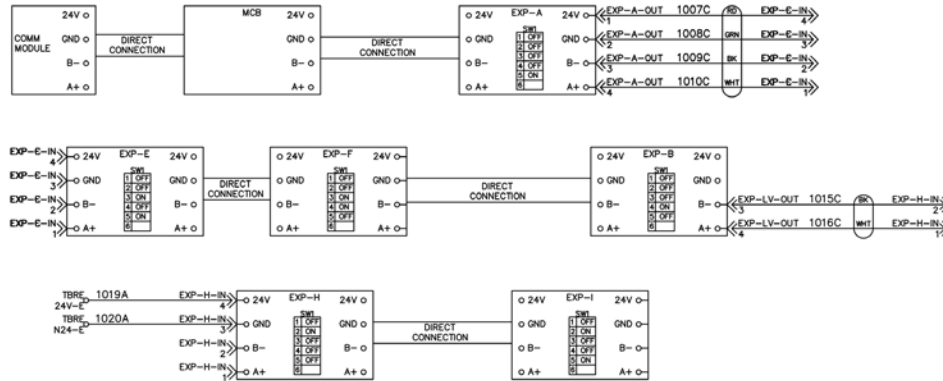 COMM MODULE 24V GND B- A+
DIRECT CONNECTION
MCB 24V GND B- A+
DIRECT CONNECTION
EXP-A
24V GND B- A+
24V GND B- A+
SW1
1 OFF
2 OFF
3 OFF
4 OFF
5 ON
6
EXP-A-OUT 1 1007C RD EXP-E-IN 4
EXP-A-OUT 2 1008C GRN EXP-E-IN 3
EXP-A-OUT 3 1009C BK EXP-E-IN 2
EXP-A-OUT 4 1010C WHT EXP-E-IN 1
EXP-E-IN 4
EXP-E-IN 3
EXP-E-IN 2
EXP-E-IN 1
EXP-E
24V GND B- A+
24V GND B- A+
SW1
1 OFF
2 OFF
3 ON
4 OFF
5 ON
6
DIRECT CONNECTION
EXP-F
24V GND B- A+
24V GND B- A+
SW1
1 OFF
2 OFF
3 ON
4 ON
5 OFF
6
DIRECT CONNECTION
EXP-B
24V GND B- A+
24V GND B- A+
SW1
1 OFF
2 OFF
3 OFF
4 ON
5 OFF
6
EXP-LV-OUT 3 1015C BK EXP-H-IN 2
EXP-LV-OUT 4 1016C WHT EXP-H-IN 1
TBRE 24V-E 1019A EXP-H-IN 4
TBRE N24-E 1020A EXP-H-IN 3
EXP-H-IN 2
EXP-H-IN 1
EXP-H
24V GND B- A+
24V GND B- A+
SW1
1 OFF
2 ON
3 OFF
4 OFF
5 OFF
6
DIRECT CONNECTION
EXP-I
24V GND B- A+
24V GND B- A+
SW1
1 OFF
2 ON
3 OFF
4 OFF
5 ON
6